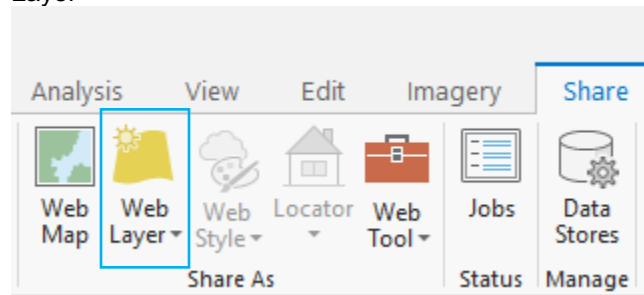 Layer
Analysis View Edit Imagery Share
Web
Map
Web
Layer
Web
Style
Locator
Web
Tool
Jobs
Data
Stores
Share As Status Manage